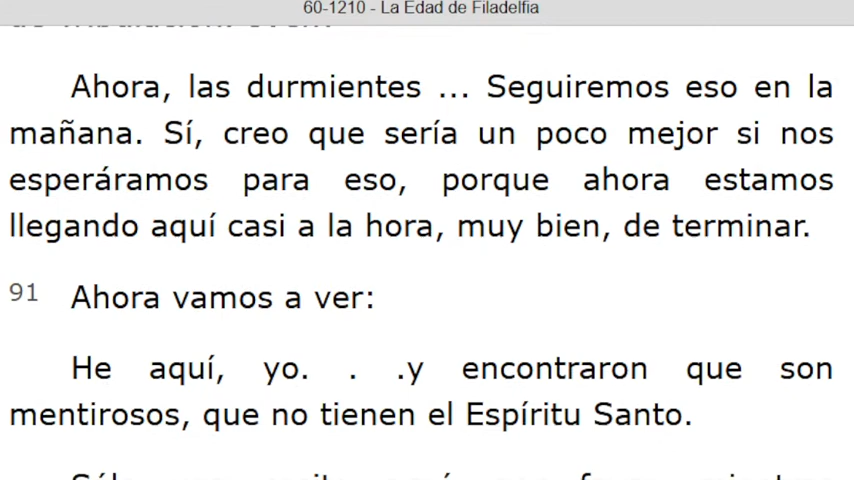 60-1210 - La Edad de Filadelfia
Ahora, las durmientes ... Seguiremos eso en la
mañana. Sí, creo que sería un poco mejor si nos
esperáramos para eso, porque ahora estamos
llegando aquí casi a la hora, muy bien, de terminar.
91 Ahora vamos a ver:
He aquí, yo. . .y encontraron que son
mentirosos, que no tienen el Espíritu Santo.